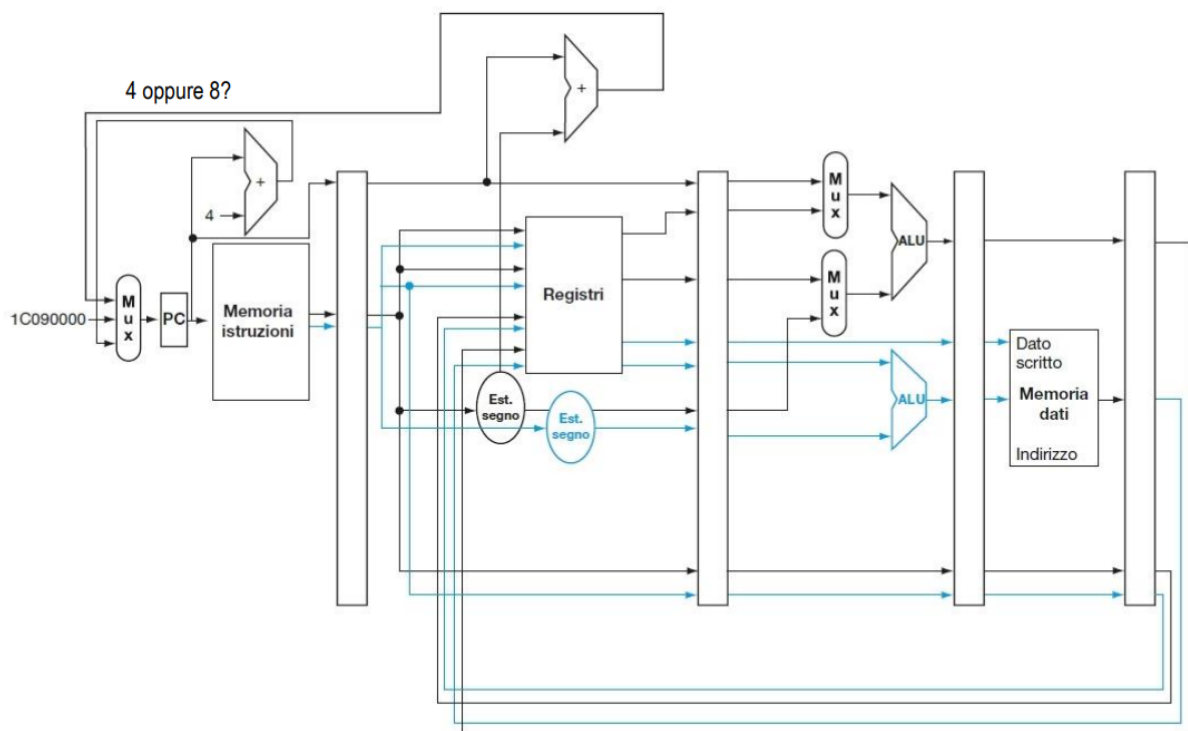 4 oppure 8?
+
+
4
1C090000
M
u
x
PC
Memoria
istruzioni
Registri
Est.
segno
Est.
segno
M
u
x
M
u
x
ALU
ALU
Dato
scritto
Memoria
dati
Indirizzo